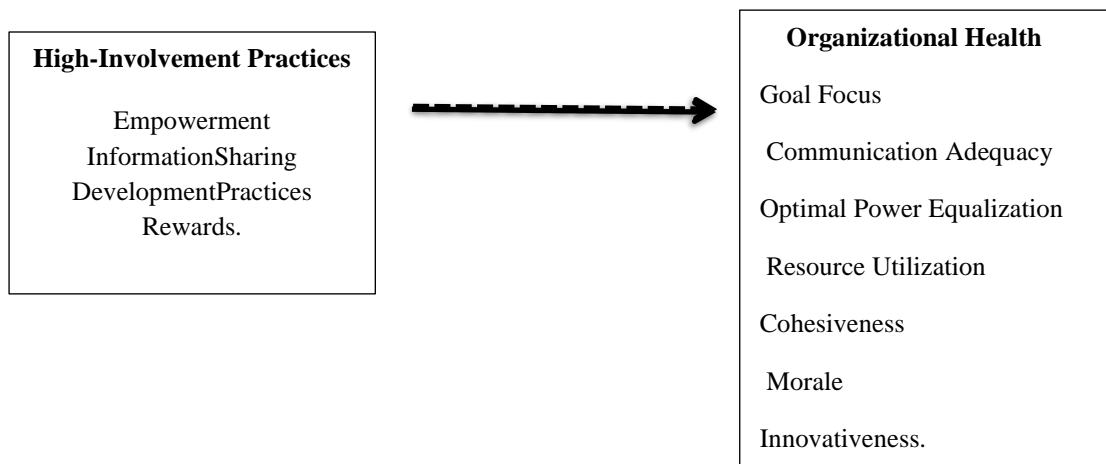 High-Involvement Practices
Empowerment
InformationSharing
DevelopmentPractices
Rewards.
Organizational Health
Goal Focus
Communication Adequacy
Optimal Power Equalization
Resource Utilization
Cohesiveness
Morale
Innovativeness.